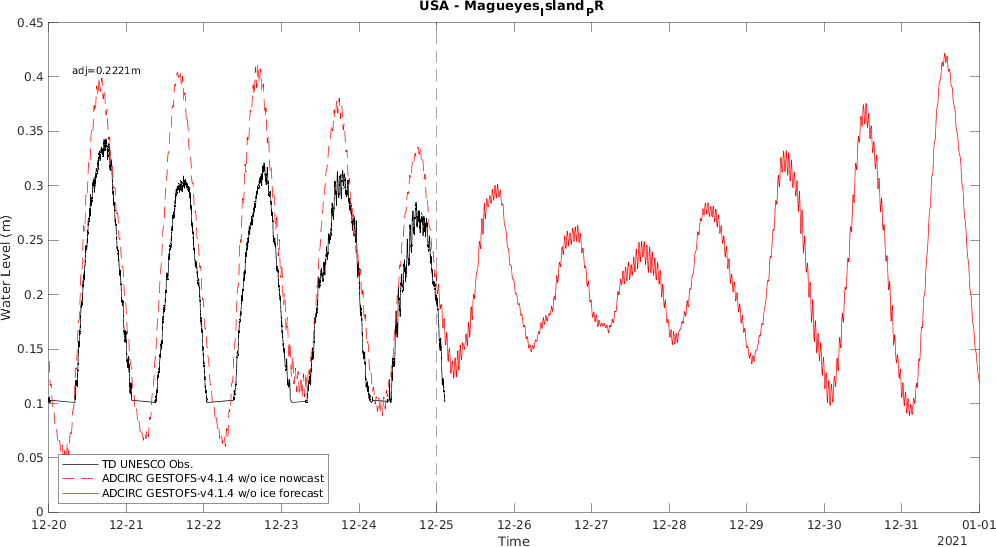 USA - Magueyes_Island_PR
0.45
0.4
0.35
0.3
0.25
0.2
0.15
0.1
0.05
0
Water Level (m)
adj=0.2221m
TD UNESCO Obs.
ADCIRC GESTOFS-v4.1.4 w/o ice nowcast
ADCIRC GESTOFS-v4.1.4 w/o ice forecast
12-20 12-21 12-22 12-23 12-24 12-25 12-26 12-27 12-28 12-29 12-30 12-31 01-01
Time
2021